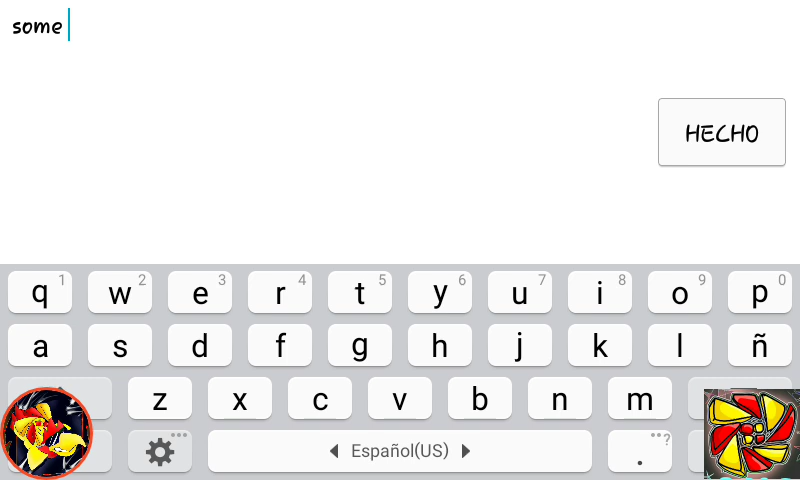 some
HECHO
q 1 w 2 e 3 r 4 t 5 y 6 u 7 i 8 o 9 p 0
a s d f g h j k l ñ
z x c v b n m
Español(US) . ?